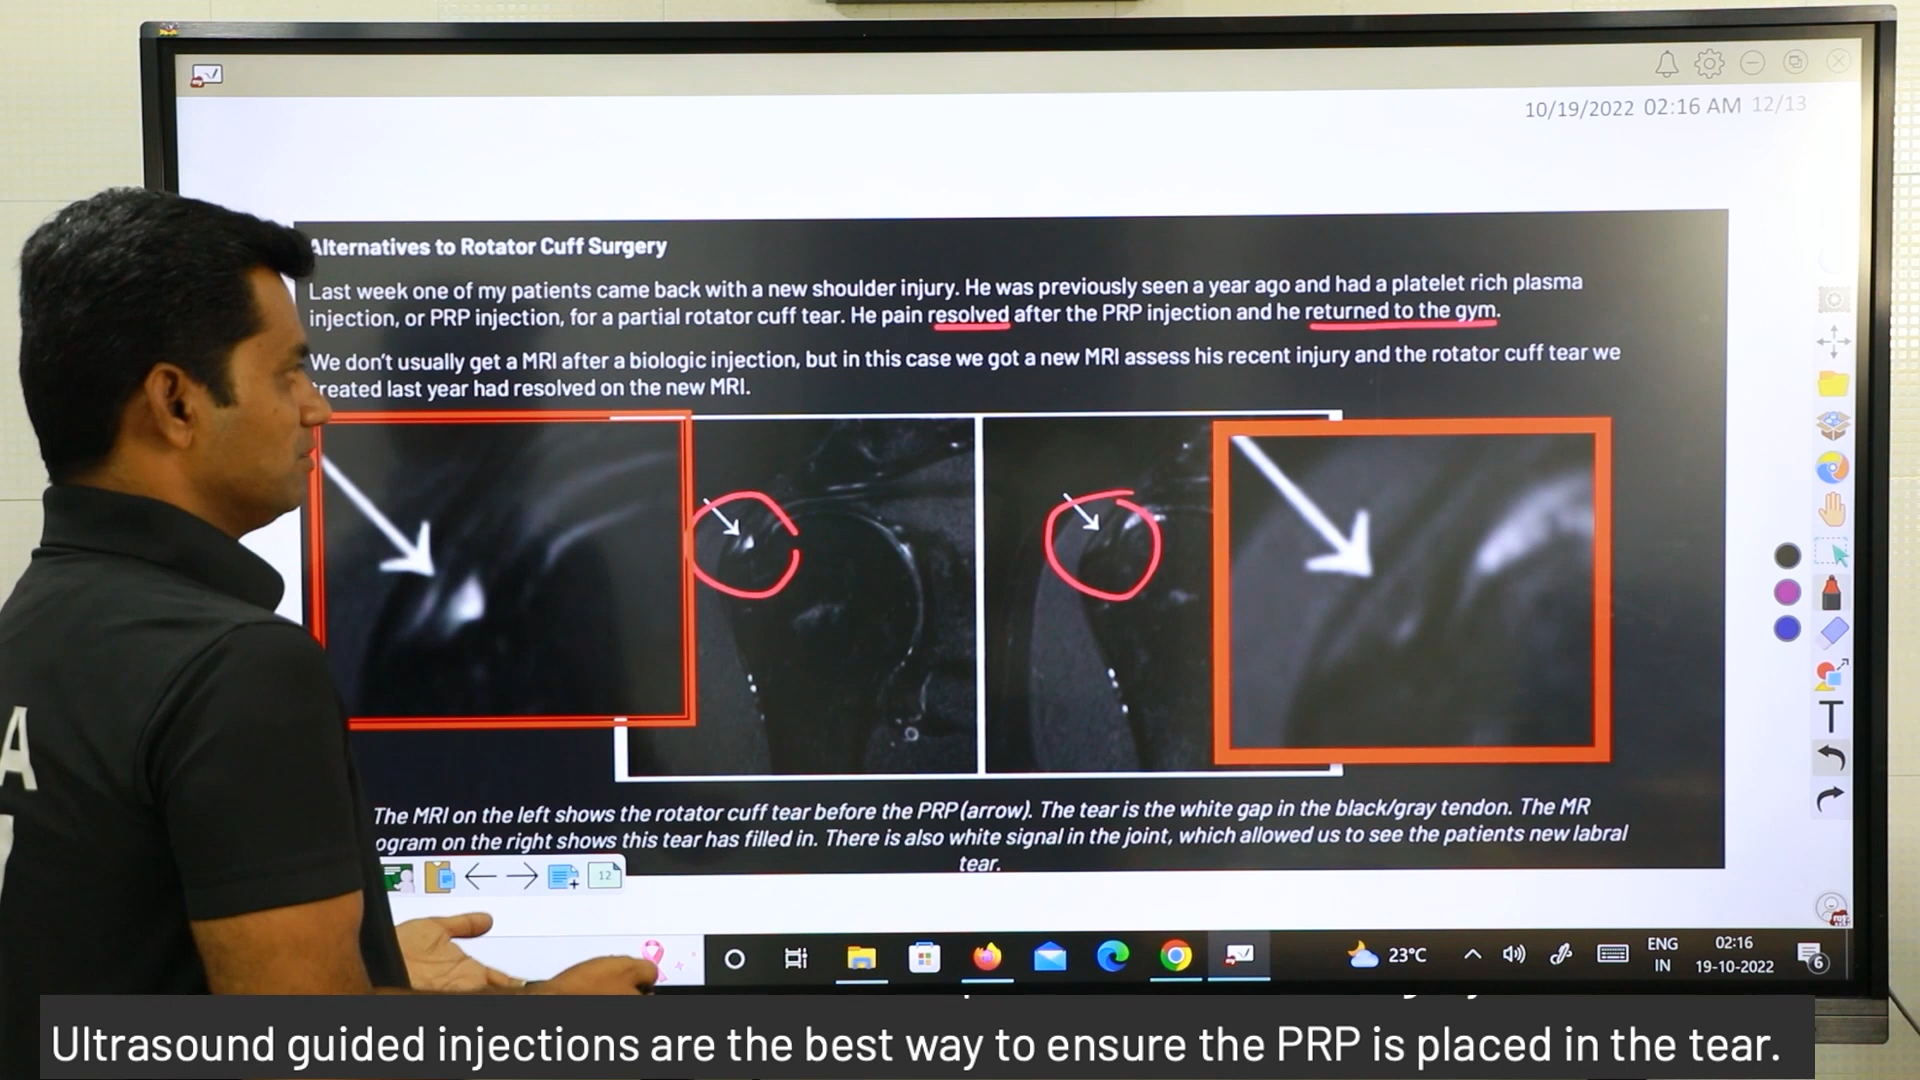 10/19/2022 02:16 AM 12/13
Alternatives to Rotator Cuff Surgery
Last week one of my patients came back with a new shoulder injury. He was previously seen a year ago and had a platelet rich plasma
injection, or PRP injection, for a partial rotator cuff tear. He pain resolved after the PRP injection and he returned to the gym.
We don't usually get a MRI after a biologic injection, but in this case we got a new MRI assess his recent injury and the rotator cuff tear we
treated last year had resolved on the new MRI.
The MRI on the left shows the rotator cuff tear before the PRP (arrow). The tear is the white gap in the black/gray tendon. The MR
ogram on the right shows this tear has filled in. There is also white signal in the joint, which allowed us to see the patients new labral
tear.
T
12
A
23°C
ENG
IN
02:16
19-10-2022
6
Ultrasound guided injections are the best way to ensure the PRP is placed in the tear.